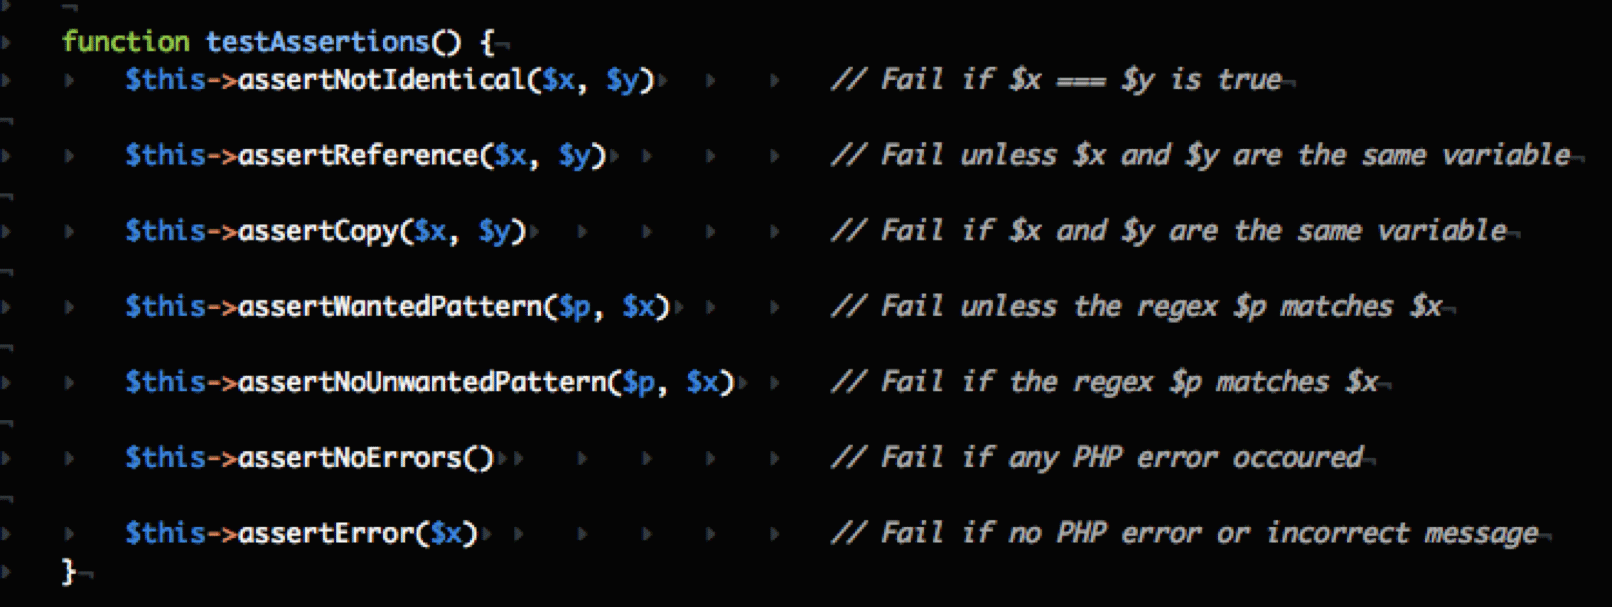 function testAssertions() {
$this->assertNotIdentical($x, $y) // Fail if $x === $y is true
$this->assertReference($x, $y) // Fail unless $x and $y are the same variable
$this->assertCopy($x, $y) // Fail if $x and $y are the same variable
$this->assertWantedPattern($p, $x) // Fail unless the regex $p matches $x
$this->assertNoUnwantedPattern($p, $x) // Fail if the regex $p matches $x
$this->assertNoErrors() // Fail if any PHP error occoured
$this->assertError($x) // Fail if no PHP error or incorrect message
}